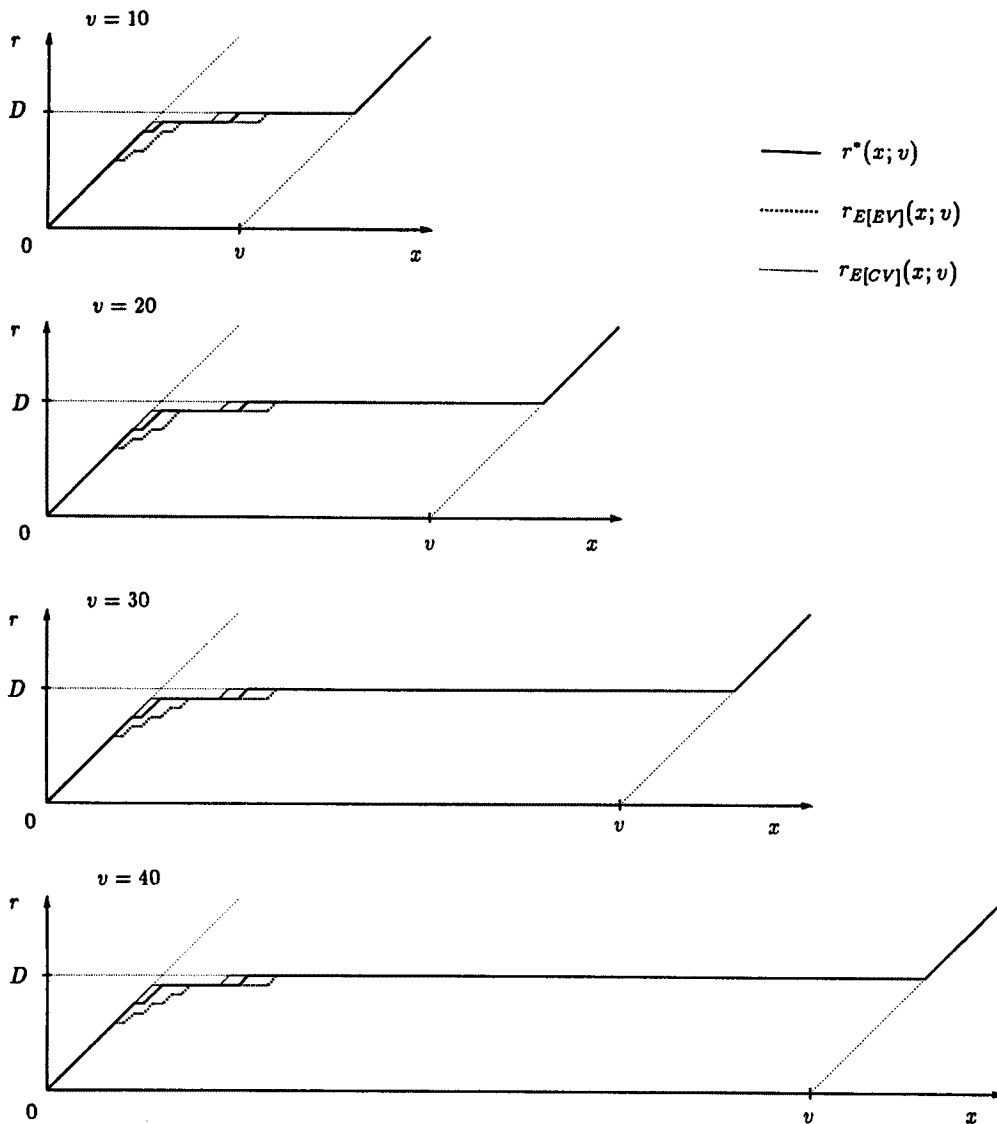 v = 10
r
D
0
v
x
r*(x; v)
r_{E[EV]}(x; v)
r_{E[CV]}(x; v)
v = 20
r
D
0
v
x
v = 30
r
D
0
v
x
v = 40
r
D
0
v
x